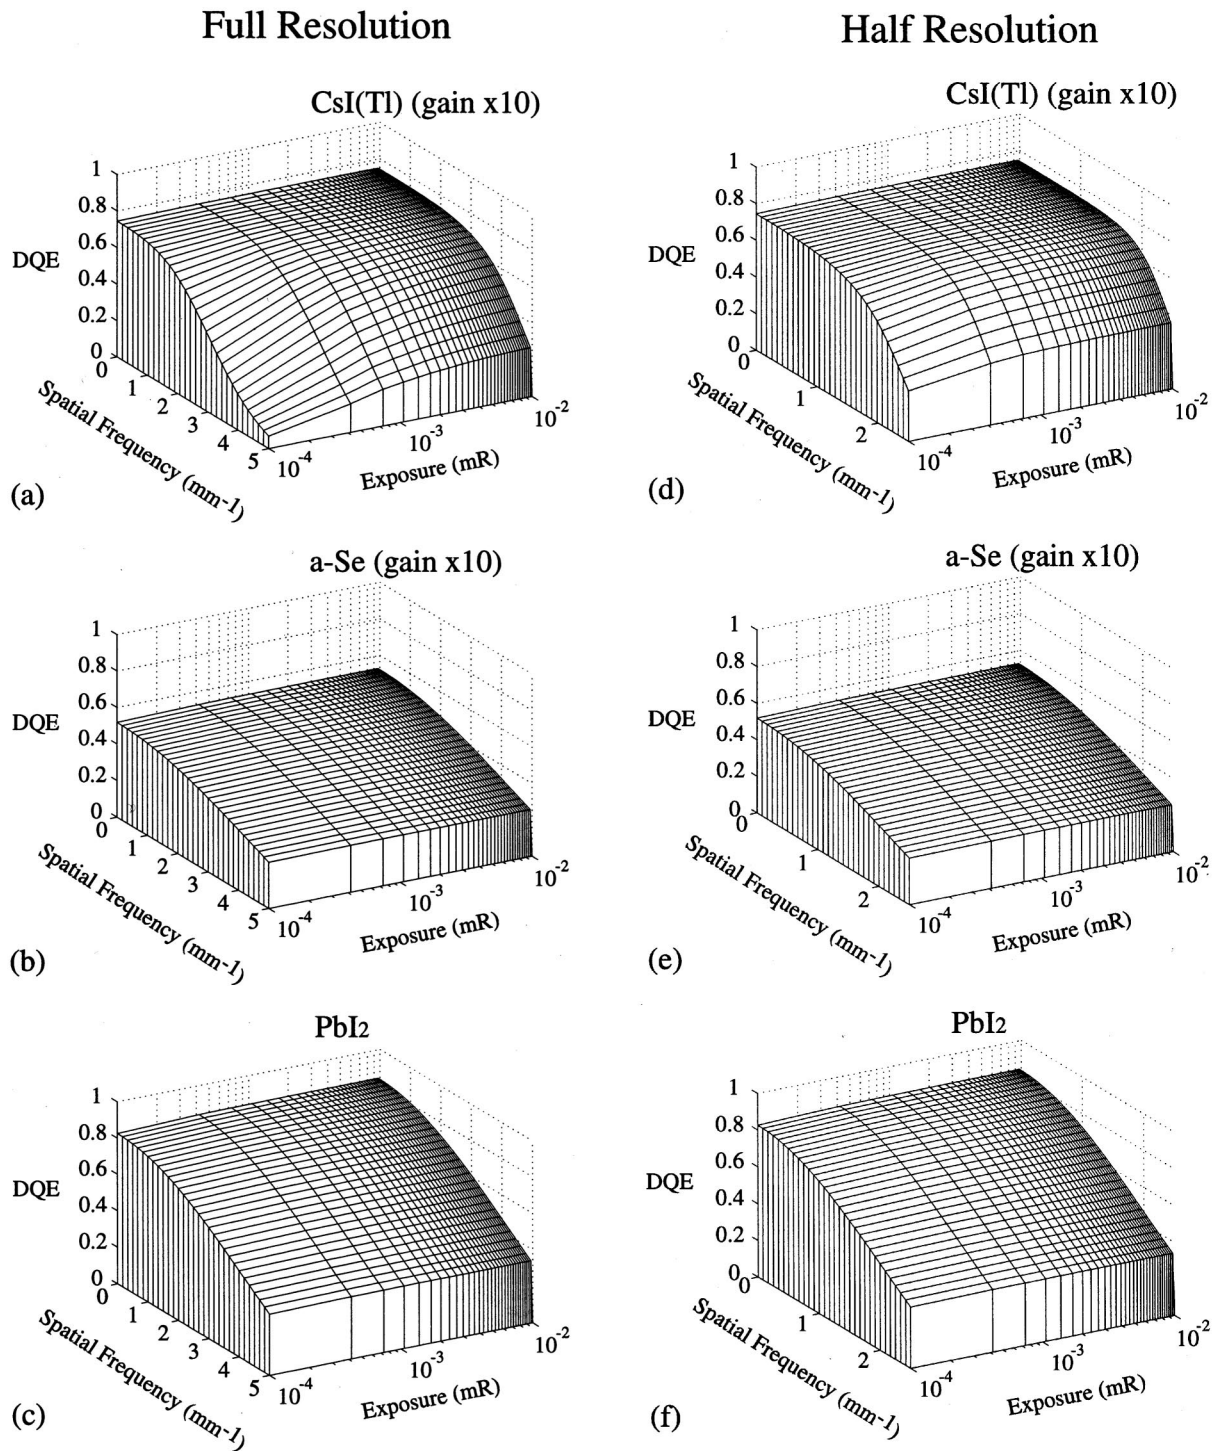 Full Resolution
Half Resolution
CsI(Tl) (gain x10)
1
0.8
0.6
0.4
0.2
0
DQE
0
1
2
3
4
5
Spatial Frequency (mm-1)
10-4
10-3
10-2
Exposure (mR)
(a)
CsI(Tl) (gain x10)
1
0.8
0.6
0.4
0.2
0
DQE
0
1
2
Spatial Frequency (mm-1)
10-4
10-3
10-2
Exposure (mR)
(d)
a-Se (gain x10)
1
0.8
0.6
0.4
0.2
0
DQE
0
1
2
3
4
5
Spatial Frequency (mm-1)
10-4
10-3
10-2
Exposure (mR)
(b)
a-Se (gain x10)
1
0.8
0.6
0.4
0.2
0
DQE
0
1
2
Spatial Frequency (mm-1)
10-4
10-3
10-2
Exposure (mR)
(e)
PbI2
1
0.8
0.6
0.4
0.2
0
DQE
0
1
2
3
4
5
Spatial Frequency (mm-1)
10-4
10-3
10-2
Exposure (mR)
(c)
PbI2
1
0.8
0.6
0.4
0.2
0
DQE
0
1
2
Spatial Frequency (mm-1)
10-4
10-3
10-2
Exposure (mR)
(f)